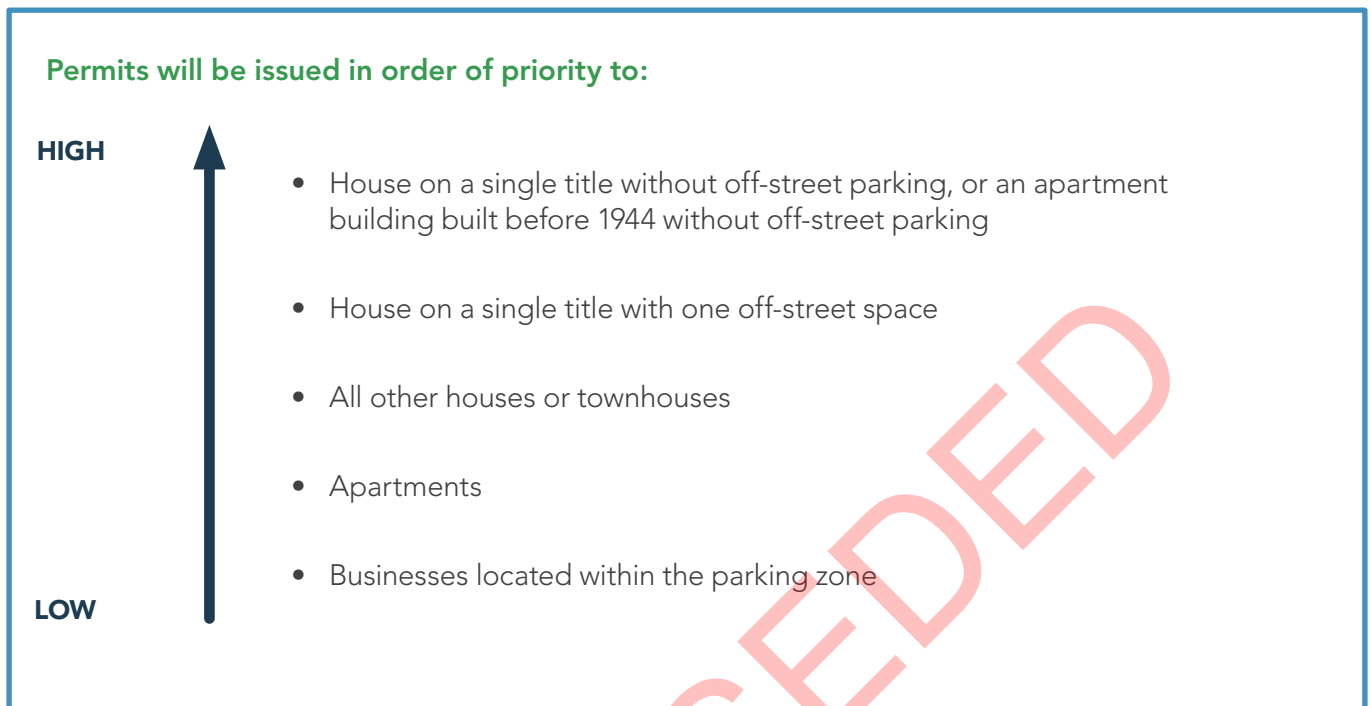 Permits will be issued in order of priority to:
HIGH
• House on a single title without off-street parking, or an apartment
building built before 1944 without off-street parking
• House on a single title with one off-street space
• All other houses or townhouses
• Apartments
• Businesses located within the parking zone
LOW
CEDED